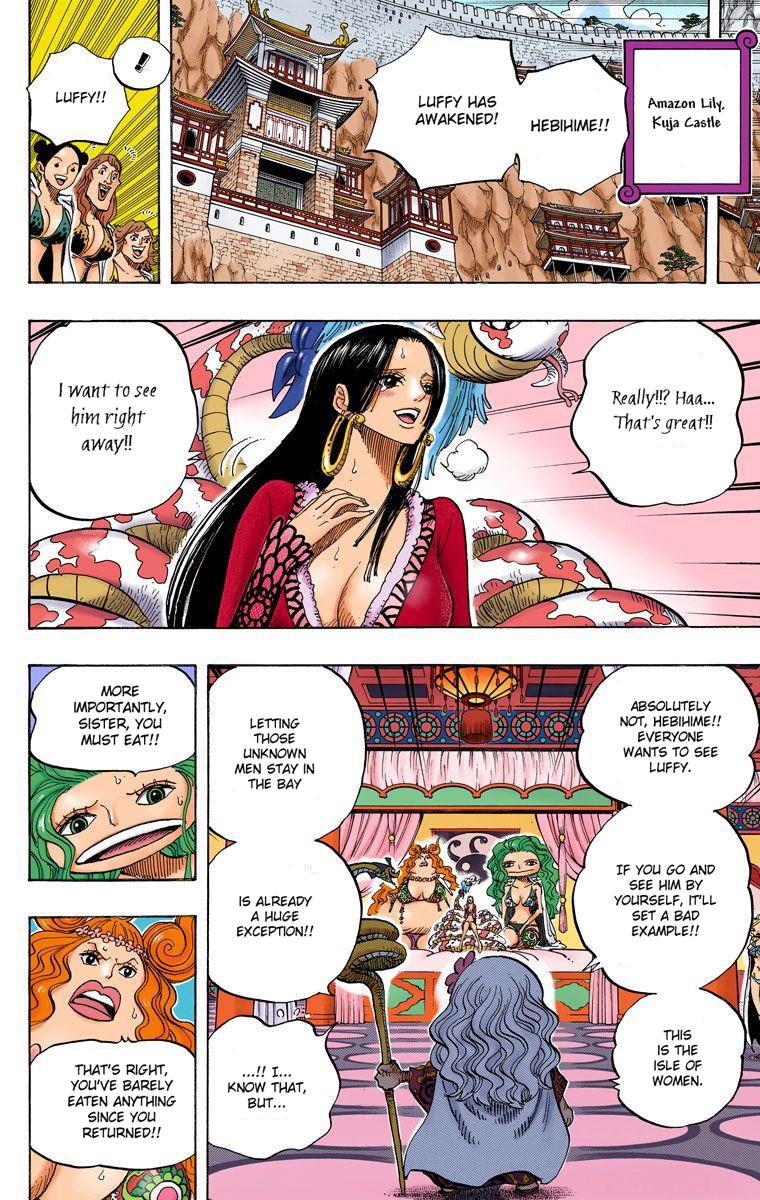 Amazon Lily,
Kuja Castle
HEBIHIME!!
LUFFY HAS
AWAKENED!
!
LUFFY!!
Really!!? Haa...
That's great!!
I want to see
him right
away!!
ABSOLUTELY
NOT, HEBIHIME!!
EVERYONE
WANTS TO SEE
LUFFY.
IF YOU GO AND
SEE HIM BY
YOURSELF, IT'LL
SET A BAD
EXAMPLE!!
THIS
IS THE
ISLE OF
WOMEN.
LETTING
THOSE
UNKNOWN
MEN STAY IN
THE BAY
IS ALREADY
A HUGE
EXCEPTION!!
...!! I...
KNOW THAT,
BUT...
MORE
IMPORTANTLY,
SISTER, YOU
MUST EAT!!
THAT'S RIGHT,
YOU'VE BARELY
EATEN ANYTHING
SINCE YOU
RETURNED!!